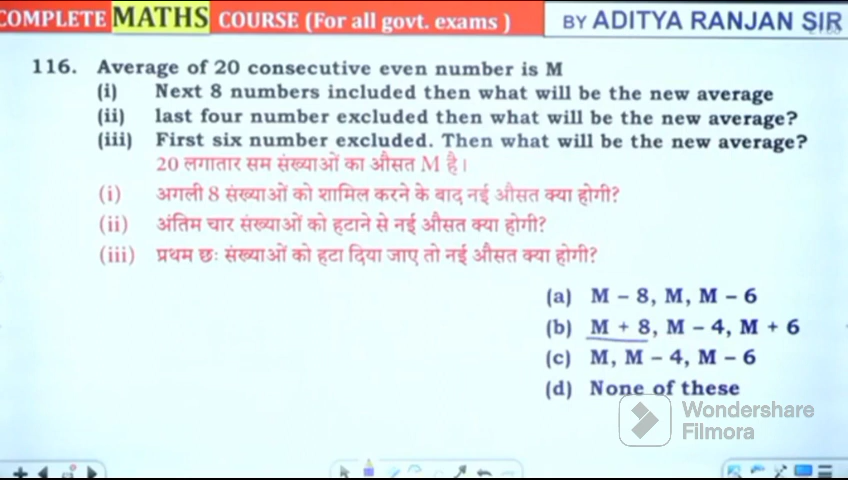 COMPLETE MATHS COURSE (For all govt. exams )
BY ADITYA RANJAN SIR
116. Average of 20 consecutive even number is M
(i) Next 8 numbers included then what will be the new average
(ii) last four number excluded then what will be the new average?
(iii) First six number excluded. Then what will be the new average?
20 लगातार सम संख्याओं का औसत M है।
(i) अगली 8 संख्याओं को शामिल करने के बाद नई औसत क्या होगी?
(ii) अंतिम चार संख्याओं को हटाने से नई औसत क्या होगी?
(iii) प्रथम छः संख्याओं को हटा दिया जाए तो नई औसत क्या होगी?
(a) M – 8, M, M – 6
(b) M + 8, M – 4, M + 6
(c) M, M – 4, M – 6
(d) None of these
Wondershare
Filmora